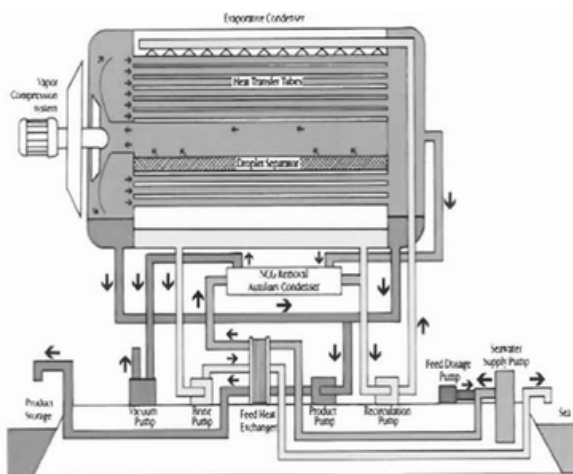 Evaporative Condenser
Vapor
Compression
system
Heat Transfer Tubes
Droplet Separator
NCG Removal
Auxiliary Condenser
Seawater
Supply Pump
Feed Dosage
Pump
Product
Storage
Vacuum
Pump
Brine
Pump
Feed Heat
Exchanger
Product
Pump
Recirculation
Pump
Sea